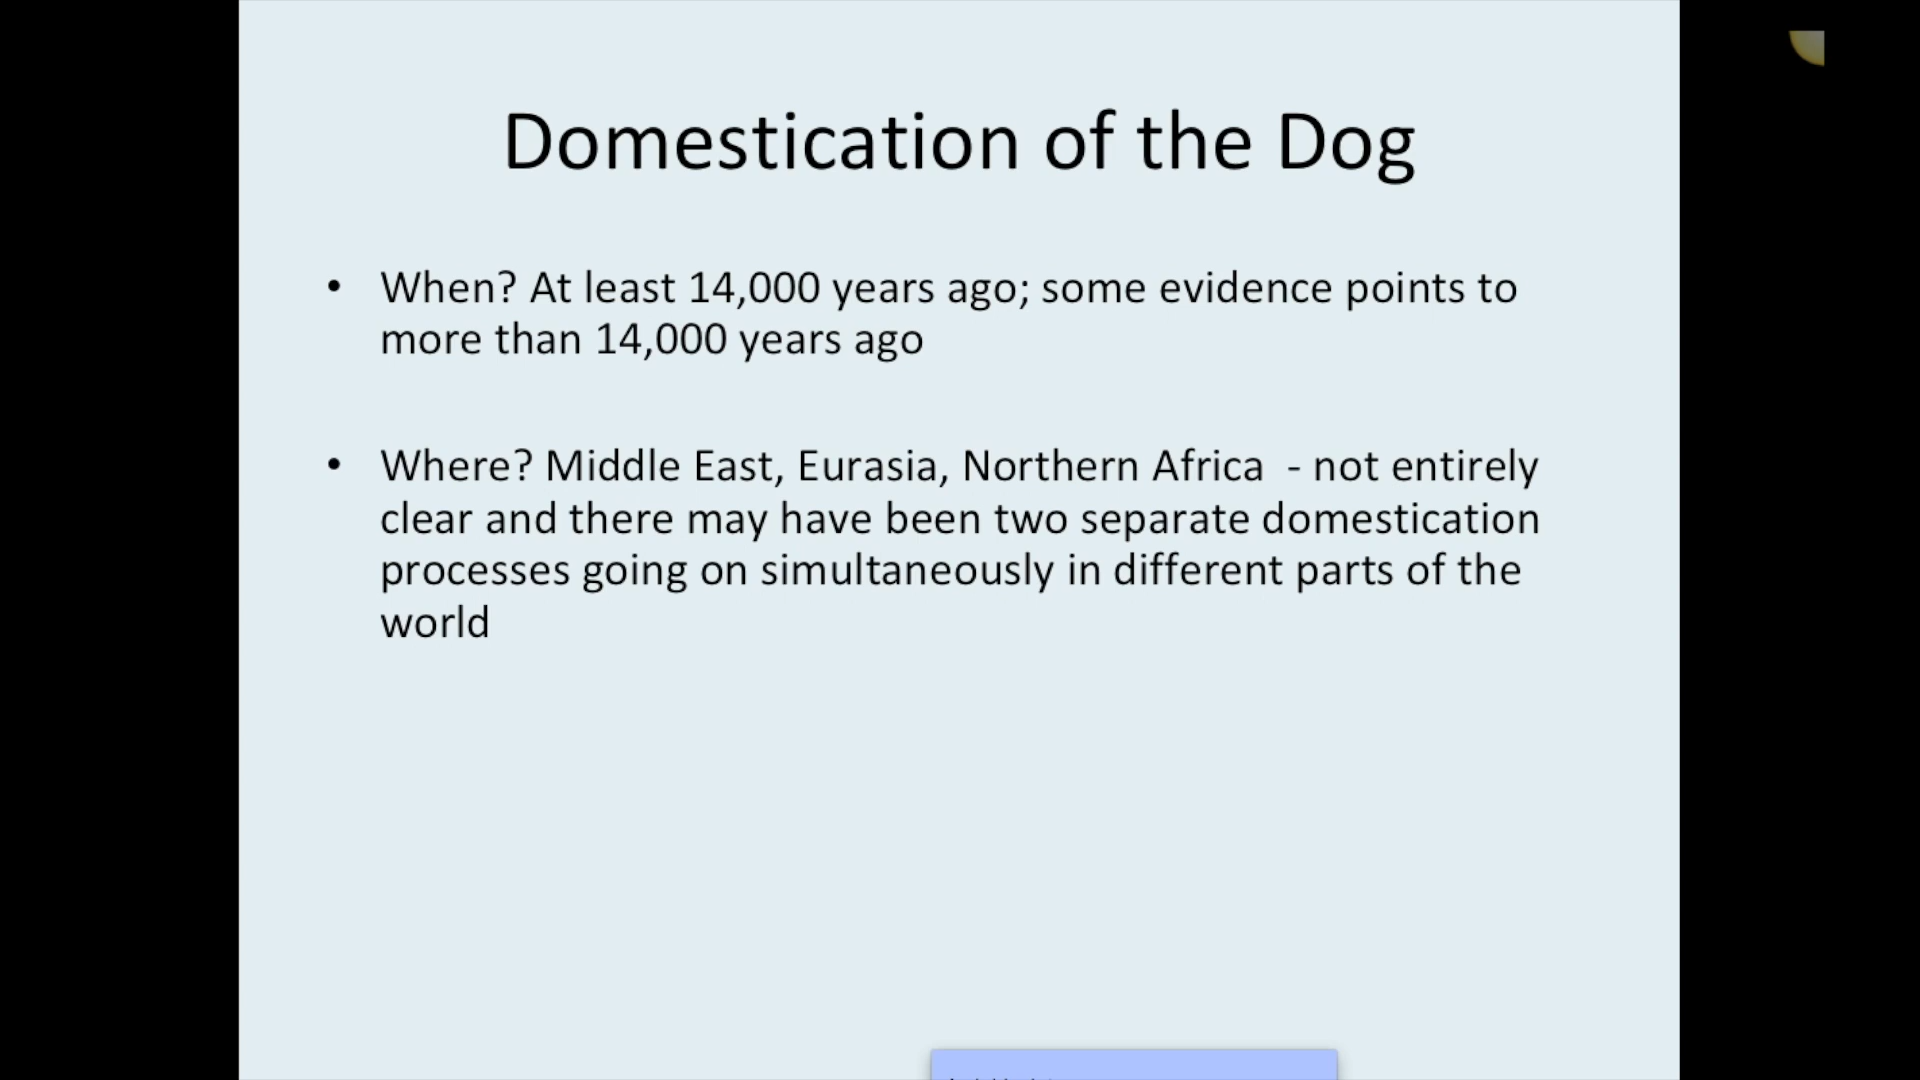 Domestication of the Dog
• When? At least 14,000 years ago; some evidence points to
more than 14,000 years ago
• Where? Middle East, Eurasia, Northern Africa - not entirely
clear and there may have been two separate domestication
processes going on simultaneously in different parts of the
world